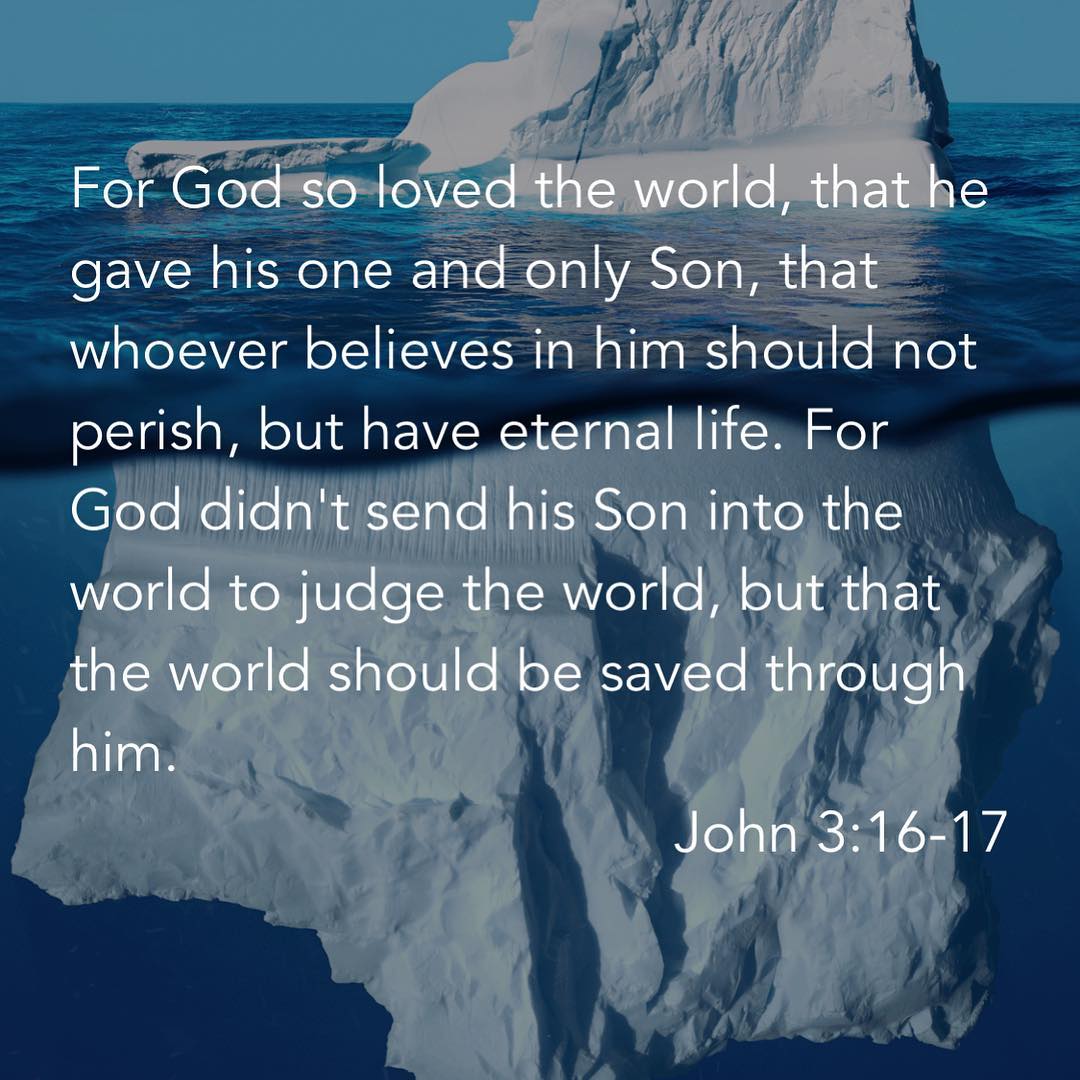 For God so loved the world, that he
gave his one and only Son, that
whoever believes in him should not
perish, but have eternal life. For
God didn't send his Son into the
world to judge the world, but that
the world should be saved through
him.
John 3:16-17